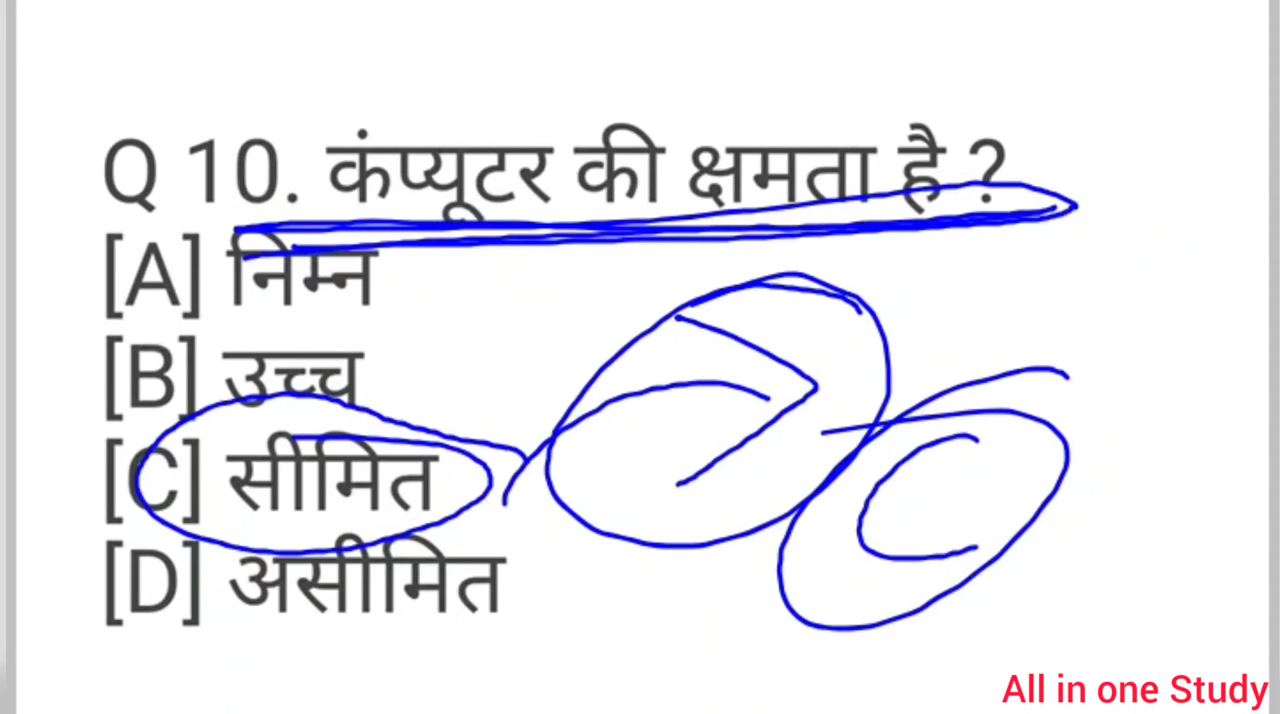 Q 10. कंप्यूटर की क्षमता है ?
[A] निम्न
[B] उच्च
[C] सीमित
[D] असीमित
C
All in one Study